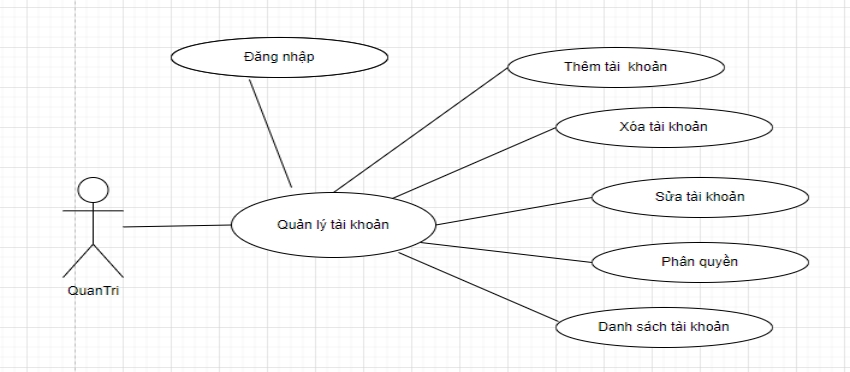 Đăng nhập
Thêm tài khoản
Xóa tài khoản
Sửa tài khoản
Quản lý tài khoản
Phân quyền
QuanTri
Danh sách tài khoản